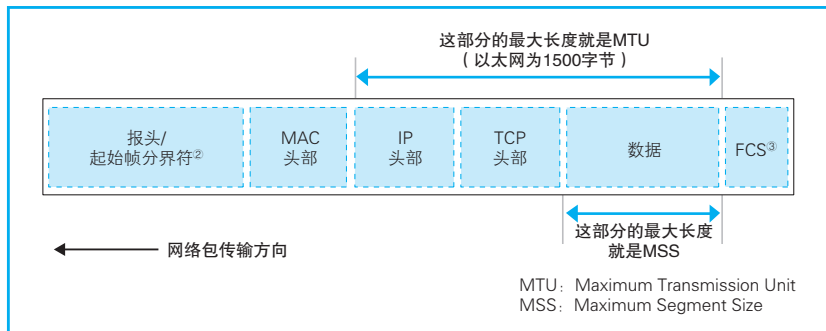 这部分的最大长度就是MTU
（以太网为1500字节）
报头/
起始帧分界符②
MAC
头部
IP
头部
TCP
头部
数据
FCS③
网络包传输方向
这部分的最大长度
就是MSS
MTU：Maximum Transmission Unit
MSS：Maximum Segment Size